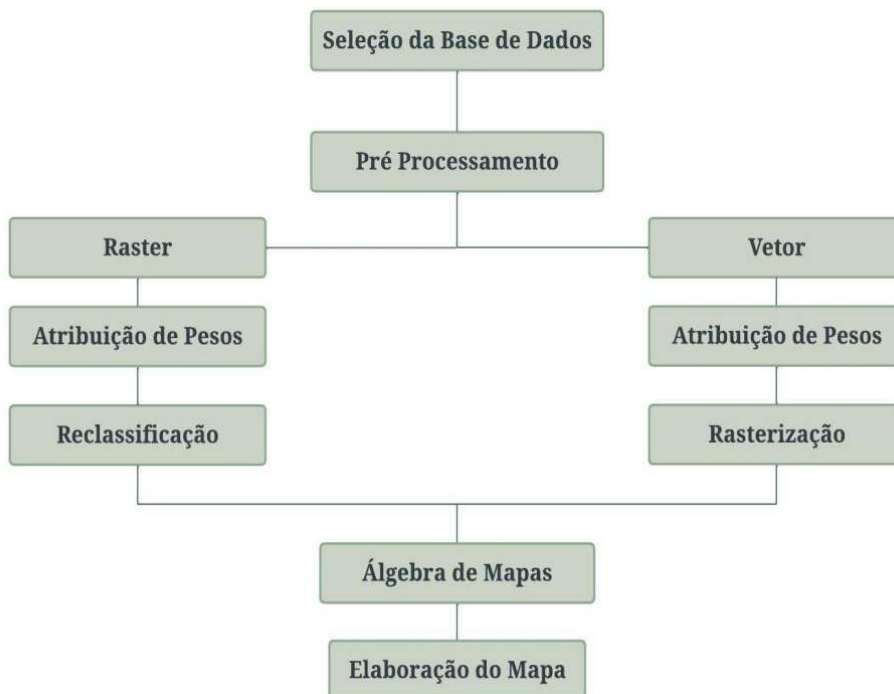 Seleção da Base de Dados
Pré Processamento
Raster
Vetor
Atribuição de Pesos
Atribuição de Pesos
Reclassificação
Rasterização
Álgebra de Mapas
Elaboração do Mapa